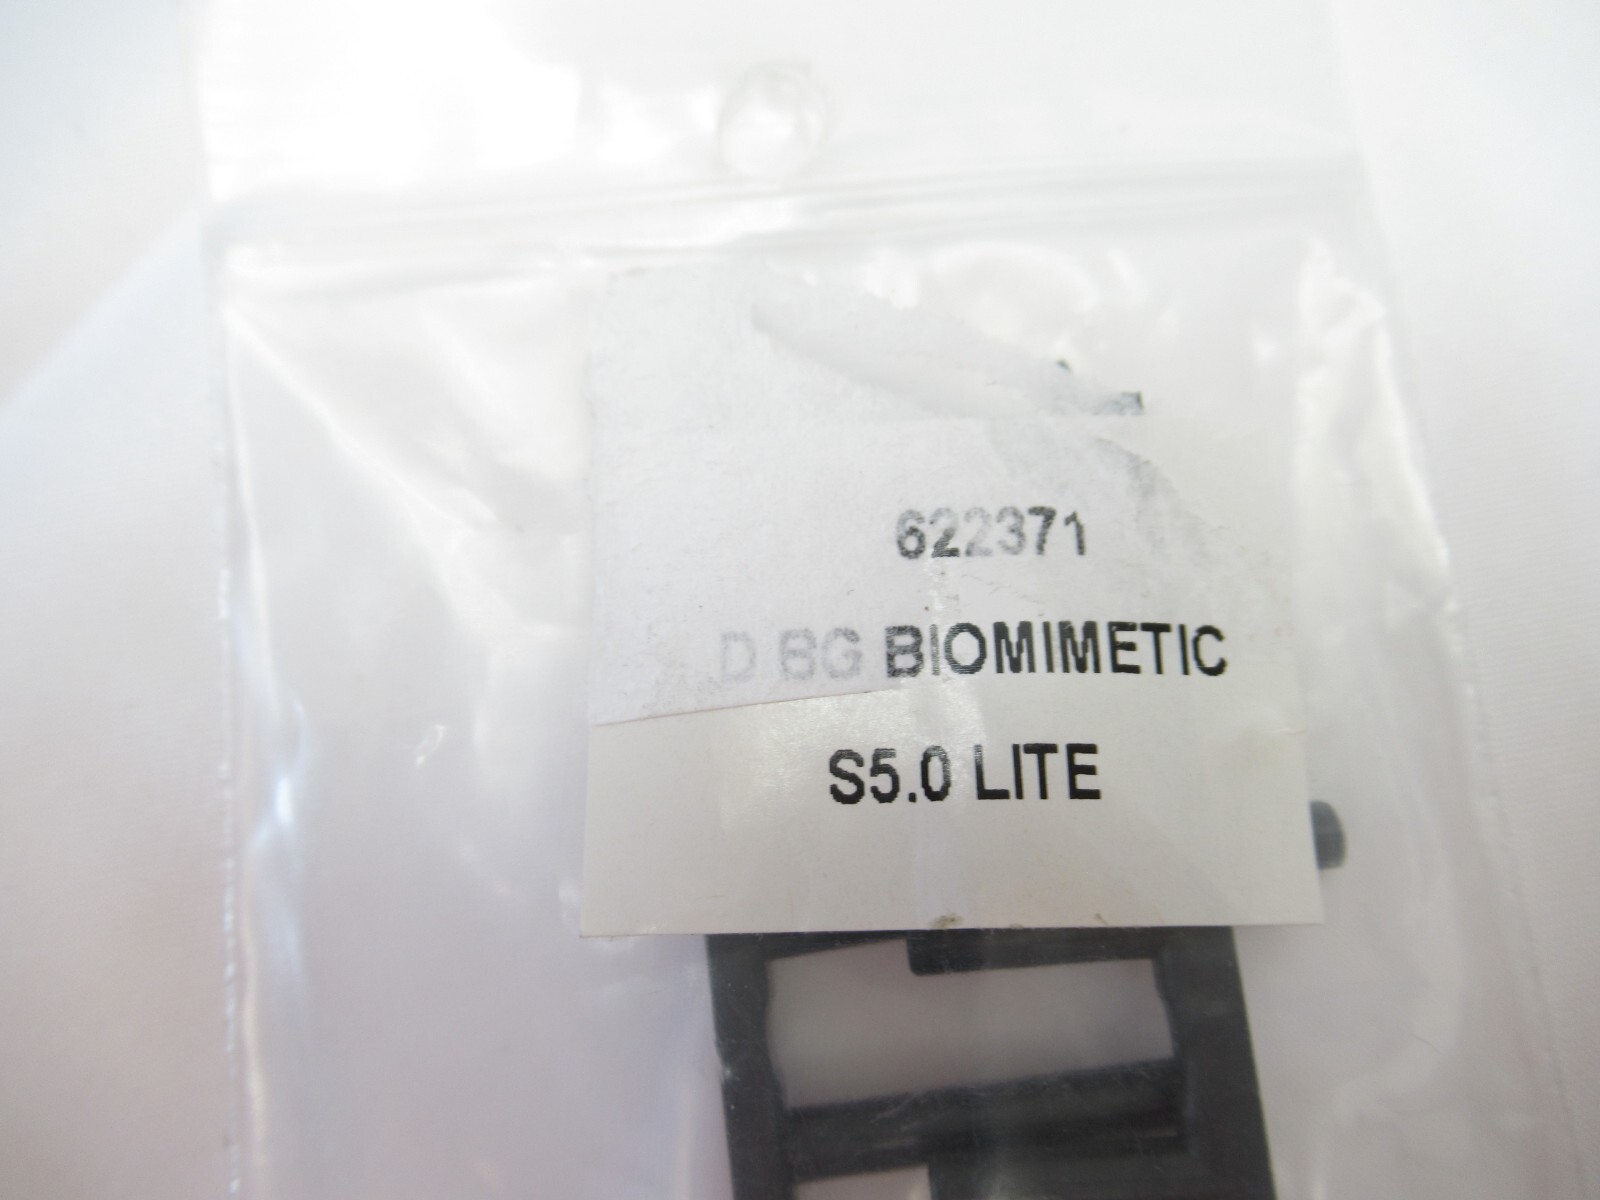 622371
D BG BIOMIMETIC
S5.0 LITE